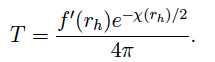 T = \frac{f'(r_h)e^{-\chi(r_h)/2}}{4\pi}.